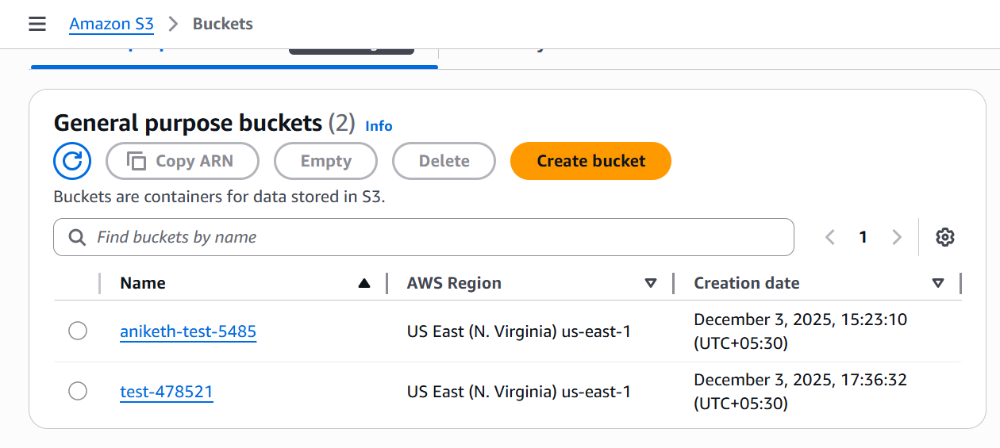 Amazon S3 > Buckets
General purpose buckets (2) Info
Copy ARN Empty Delete Create bucket
Buckets are containers for data stored in S3.
Find buckets by name 1
Name AWS Region Creation date
aniketh-test-5485 US East (N. Virginia) us-east-1 December 3, 2025, 15:23:10
(UTC+05:30)
test-478521 US East (N. Virginia) us-east-1 December 3, 2025, 17:36:32
(UTC+05:30)